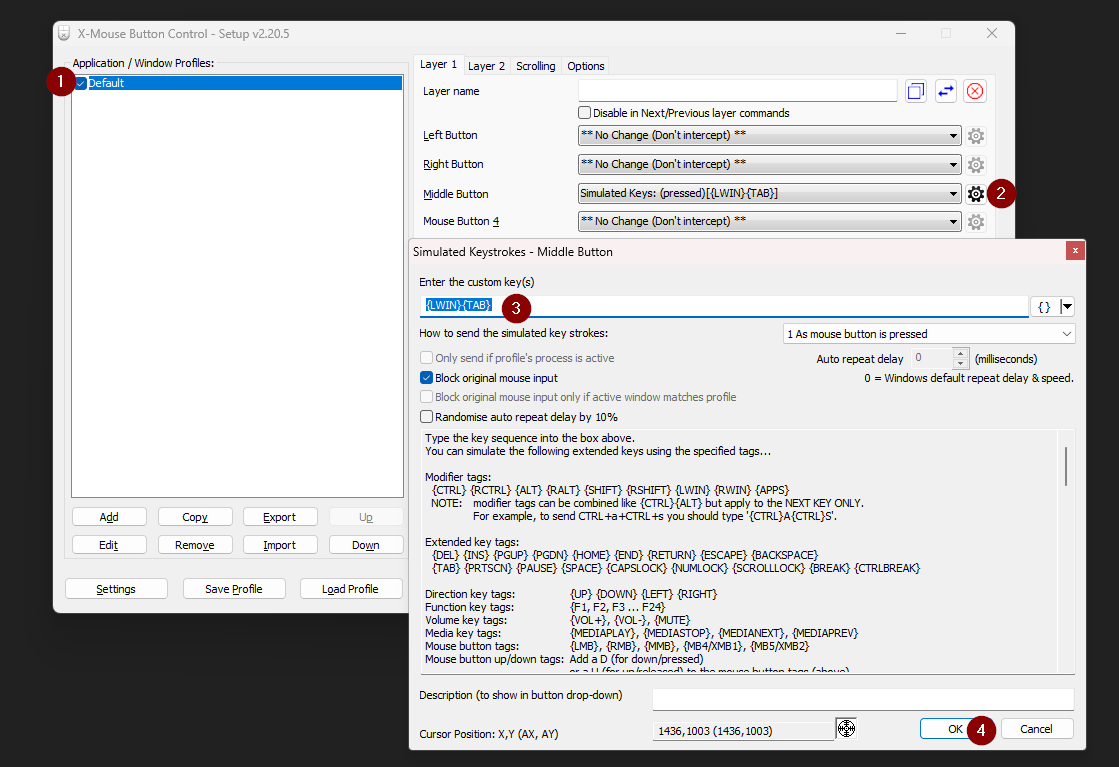 X-Mouse Button Control - Setup v2.20.5
Application / Window Profiles:
1
Default
Add
Copy
Export
Up
Edit
Remove
Import
Down
Settings
Save Profile
Load Profile
Layer 1
Layer 2
Scrolling
Options
Layer name
Disable in Next/Previous layer commands
Left Button
** No Change (Don't intercept) **
Right Button
** No Change (Don't intercept) **
Middle Button
Simulated Keys: (pressed)[{LWIN}{TAB}]
2
Mouse Button 4
** No Change (Don't intercept) **
Simulated Keystrokes - Middle Button
x
Enter the custom key(s)
{LWIN}{TAB}
3
{}
How to send the simulated key strokes:
1 As mouse button is pressed
Only send if profile's process is active
Auto repeat delay
0
(milliseconds)
Block original mouse input
0 = Windows default repeat delay & speed.
Block original mouse input only if active window matches profile
Randomise auto repeat delay by 10%
Type the key sequence into the box above.
You can simulate the following extended keys using the specified tags...
Modifier tags:
{CTRL} {RCTRL} {ALT} {RALT} {SHIFT} {RSHIFT} {LWIN} {RWIN} {APPS}
NOTE: modifier tags can be combined like {CTRL}{ALT} but apply to the NEXT KEY ONLY.
For example, to send CTRL+a+CTRL+s you should type '{CTRL}A{CTRL}S'.
Extended key tags:
{DEL} {INS} {PGUP} {PGDN} {HOME} {END} {RETURN} {ESCAPE} {BACKSPACE}
{TAB} {PRTSCN} {PAUSE} {SPACE} {CAPSLOCK} {NUMLOCK} {SCROLLLOCK} {BREAK} {CTRLBREAK}
Direction key tags: {UP} {DOWN} {LEFT} {RIGHT}
Function key tags: {F1, F2, F3 ... F24}
Volume key tags: {VOL+}, {VOL-}, {MUTE}
Media key tags: {MEDIAPLAY}, {MEDIASTOP}, {MEDIANEXT}, {MEDIAPREV}
Mouse button tags: {LMB}, {RMB}, {MMB}, {MB4/XMB1}, {MB5/XMB2}
Mouse button up/down tags: Add a D (for down/pressed)
or a U (for up/released) to the mouse button tags (above)
Description (to show in button drop-down)
Cursor Position: X,Y (AX, AY)
1436,1003 (1436,1003)
OK
4
Cancel